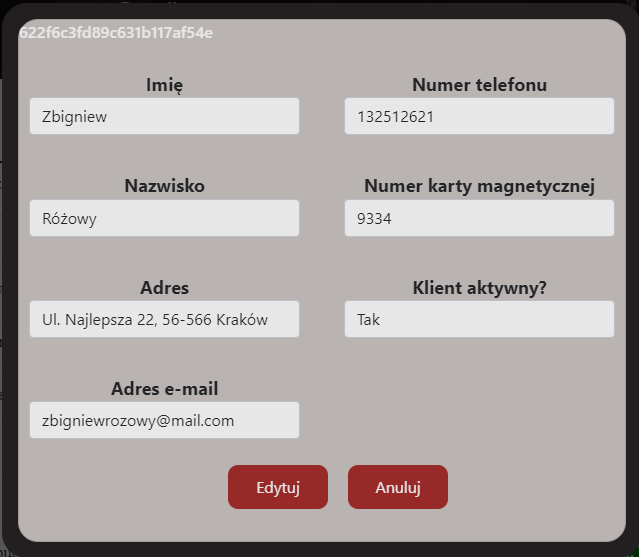 622f6c3fd89c631b117af54e
Imię
Zbigniew
Numer telefonu
132512621
Nazwisko
Różowy
Numer karty magnetycznej
9334
Adres
Ul. Najlepsza 22, 56-566 Kraków
Klient aktywny?
Tak
Adres e-mail
zbigniewrozowy@mail.com
Edytuj
Anuluj